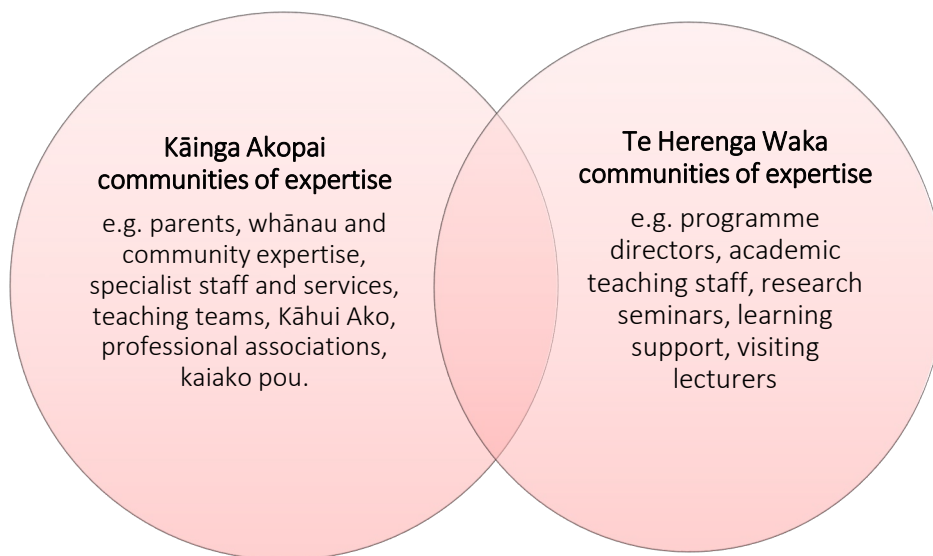 Kāinga Akopai
communities of expertise
e.g. parents, whānau and
community expertise,
specialist staff and services,
teaching teams, Kāhui Ako,
professional associations,
kaiako pou.
Te Herenga Waka
communities of expertise
e.g. programme
directors, academic
teaching staff, research
seminars, learning
support, visiting
lecturers